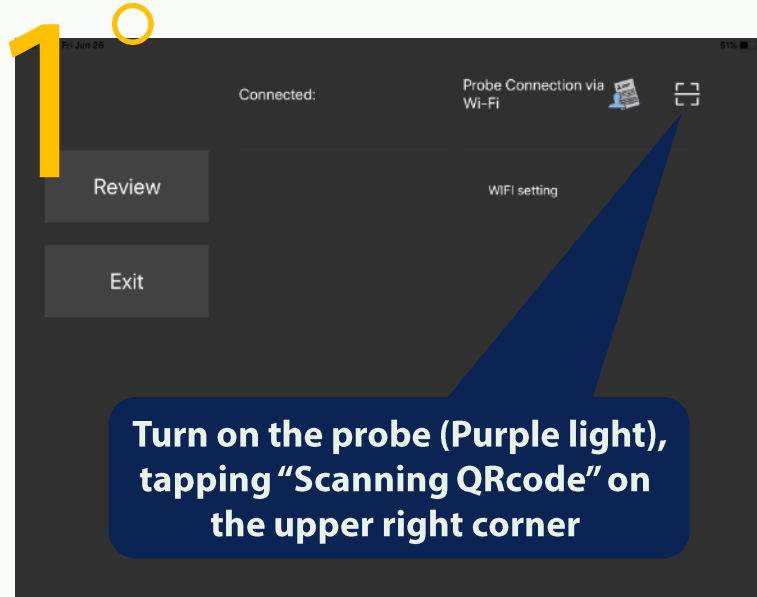 1°
Fri Jun 26
51%
Connected:
Probe Connection via
Wi-Fi
Review
WIFI setting
Exit
Turn on the probe (Purple light),
tapping “Scanning QRcode” on
the upper right corner